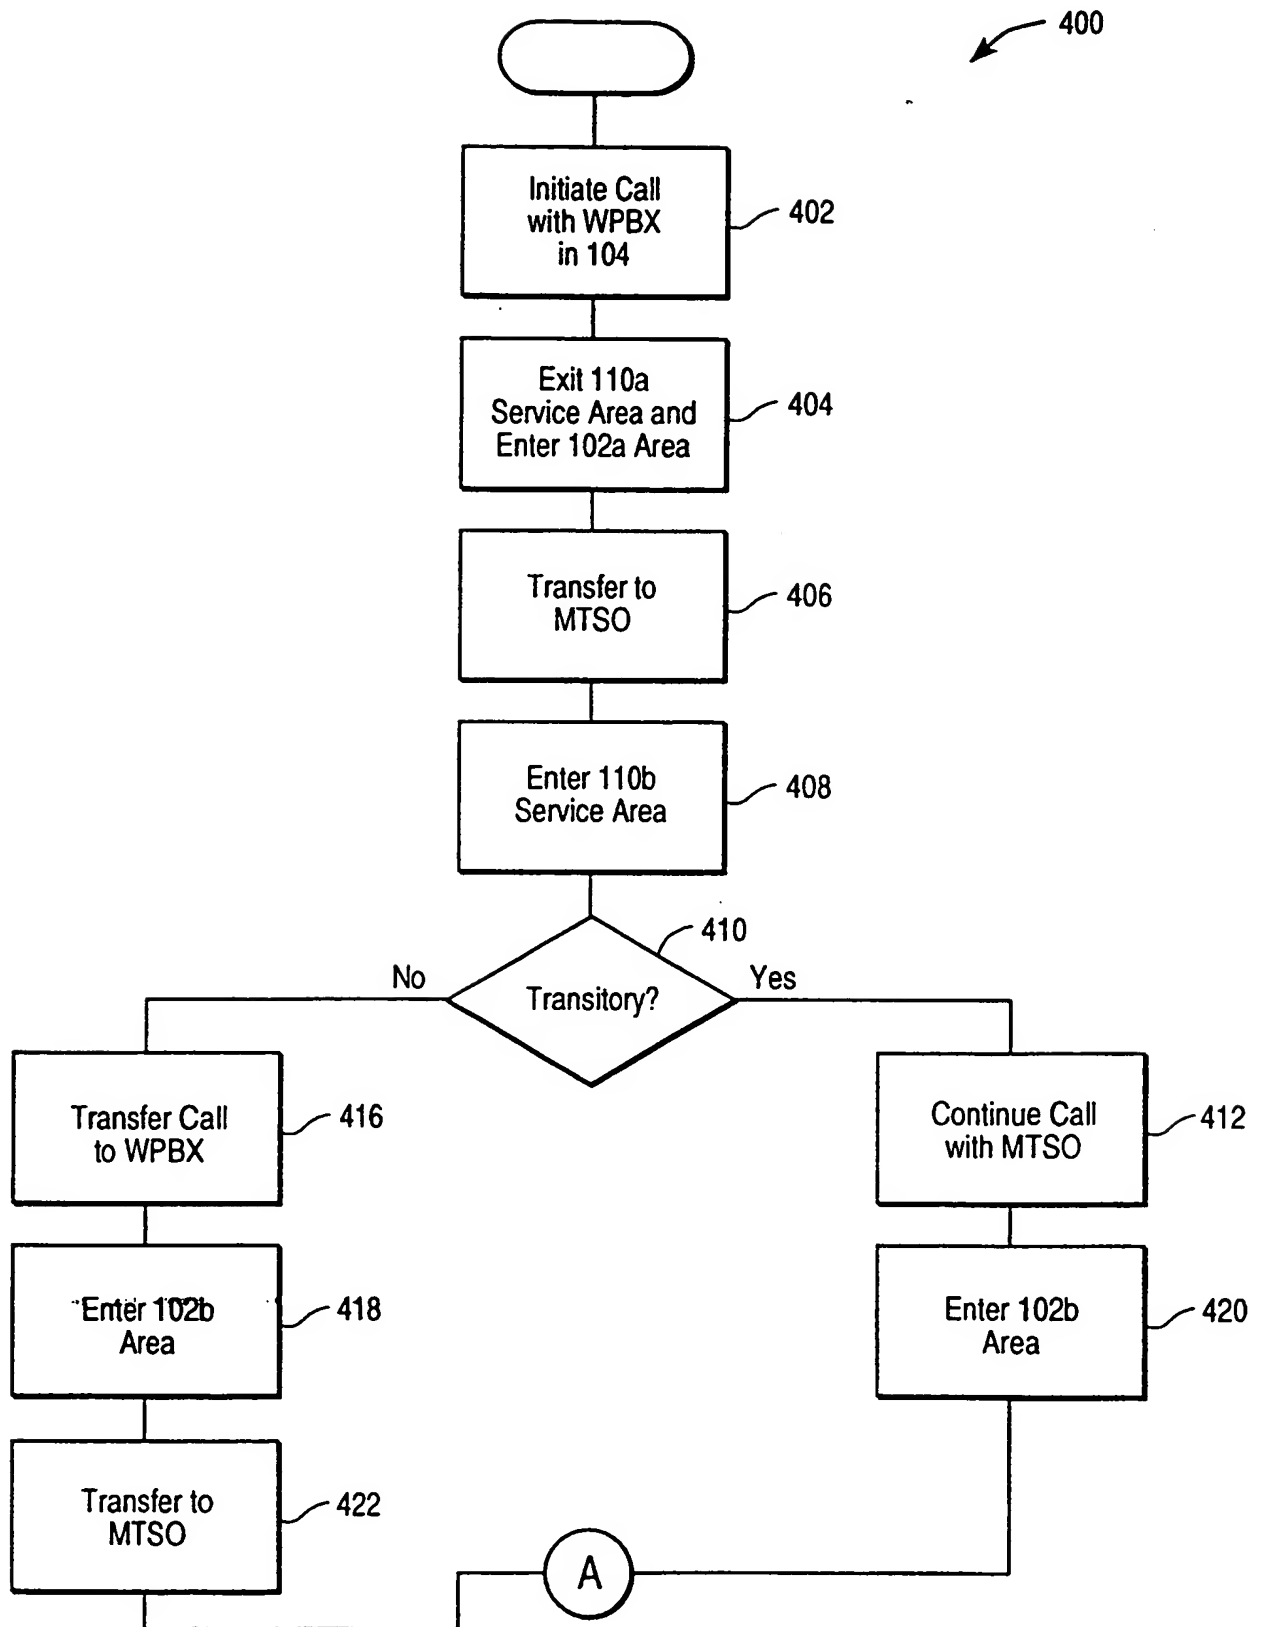 400
Initiate Call
with WPBX
in 104
402
Exit 110a
Service Area and
Enter 102a Area
404
Transfer to
MTSO
406
Enter 110b
Service Area
408
410
No
Transitory?
Yes
Transfer Call
to WPBX
416
Continue Call
with MTSO
412
Enter 102b
Area
418
Enter 102b
Area
420
Transfer to
MTSO
422
A